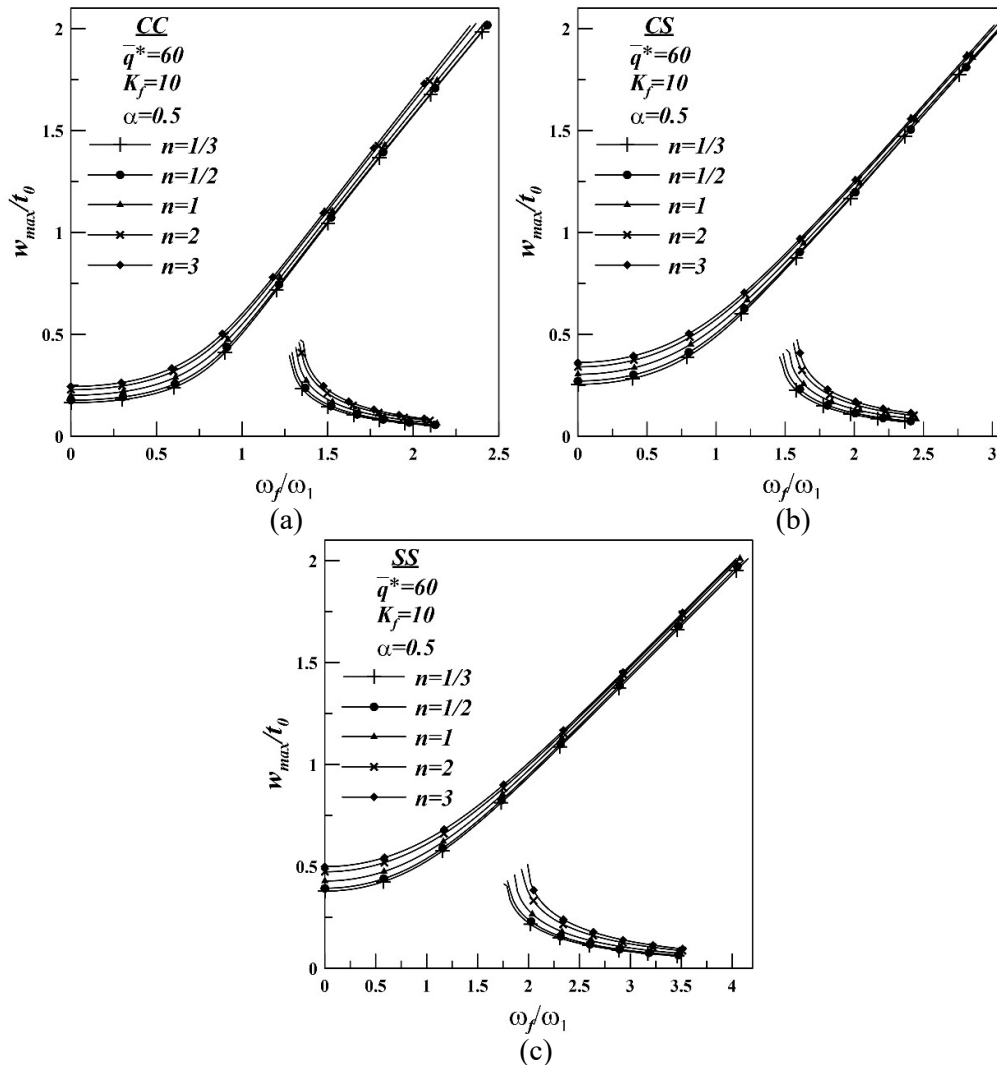 CC
q̅*=60
K_f=10
α=0.5
n=1/3
n=1/2
n=1
n=2
n=3
w_max/t_0
0
0.5
1
1.5
2
0 0.5 1 1.5 2 2.5
ω_f/ω_1
(a)
CS
q̅*=60
K_f=10
α=0.5
n=1/3
n=1/2
n=1
n=2
n=3
w_max/t_0
0
0.5
1
1.5
2
0 0.5 1 1.5 2 2.5 3
ω_f/ω_1
(b)
SS
q̅*=60
K_f=10
α=0.5
n=1/3
n=1/2
n=1
n=2
n=3
w_max/t_0
0
0.5
1
1.5
2
0 0.5 1 1.5 2 2.5 3 3.5 4
ω_f/ω_1
(c)